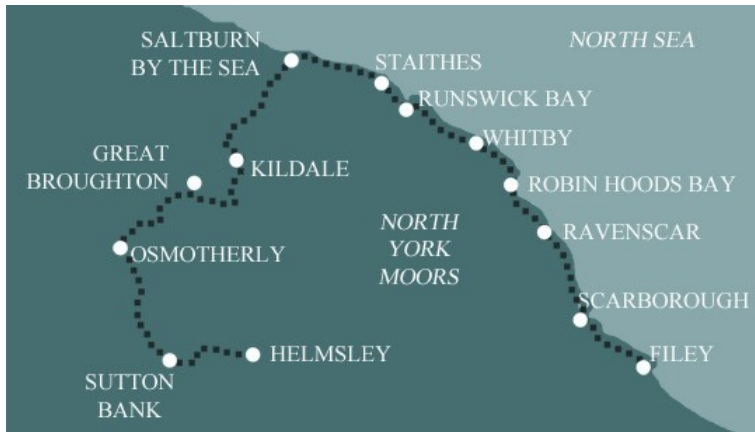 SALTBURN
BY THE SEA
NORTH SEA
STAITHES
RUNSWICK BAY
WHITBY
GREAT
BROUGHTON
KILDALE
ROBIN HOODS BAY
NORTH
YORK
MOORS
RAVENSCAR
OSMOTHERLY
SCARBOROUGH
HELMSLEY
FILEY
SUTTON
BANK